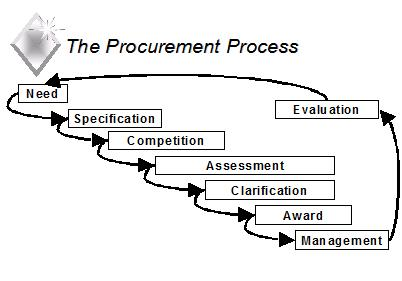 The Procurement Process
Need
Specification
Competition
Assessment
Clarification
Award
Management
Evaluation